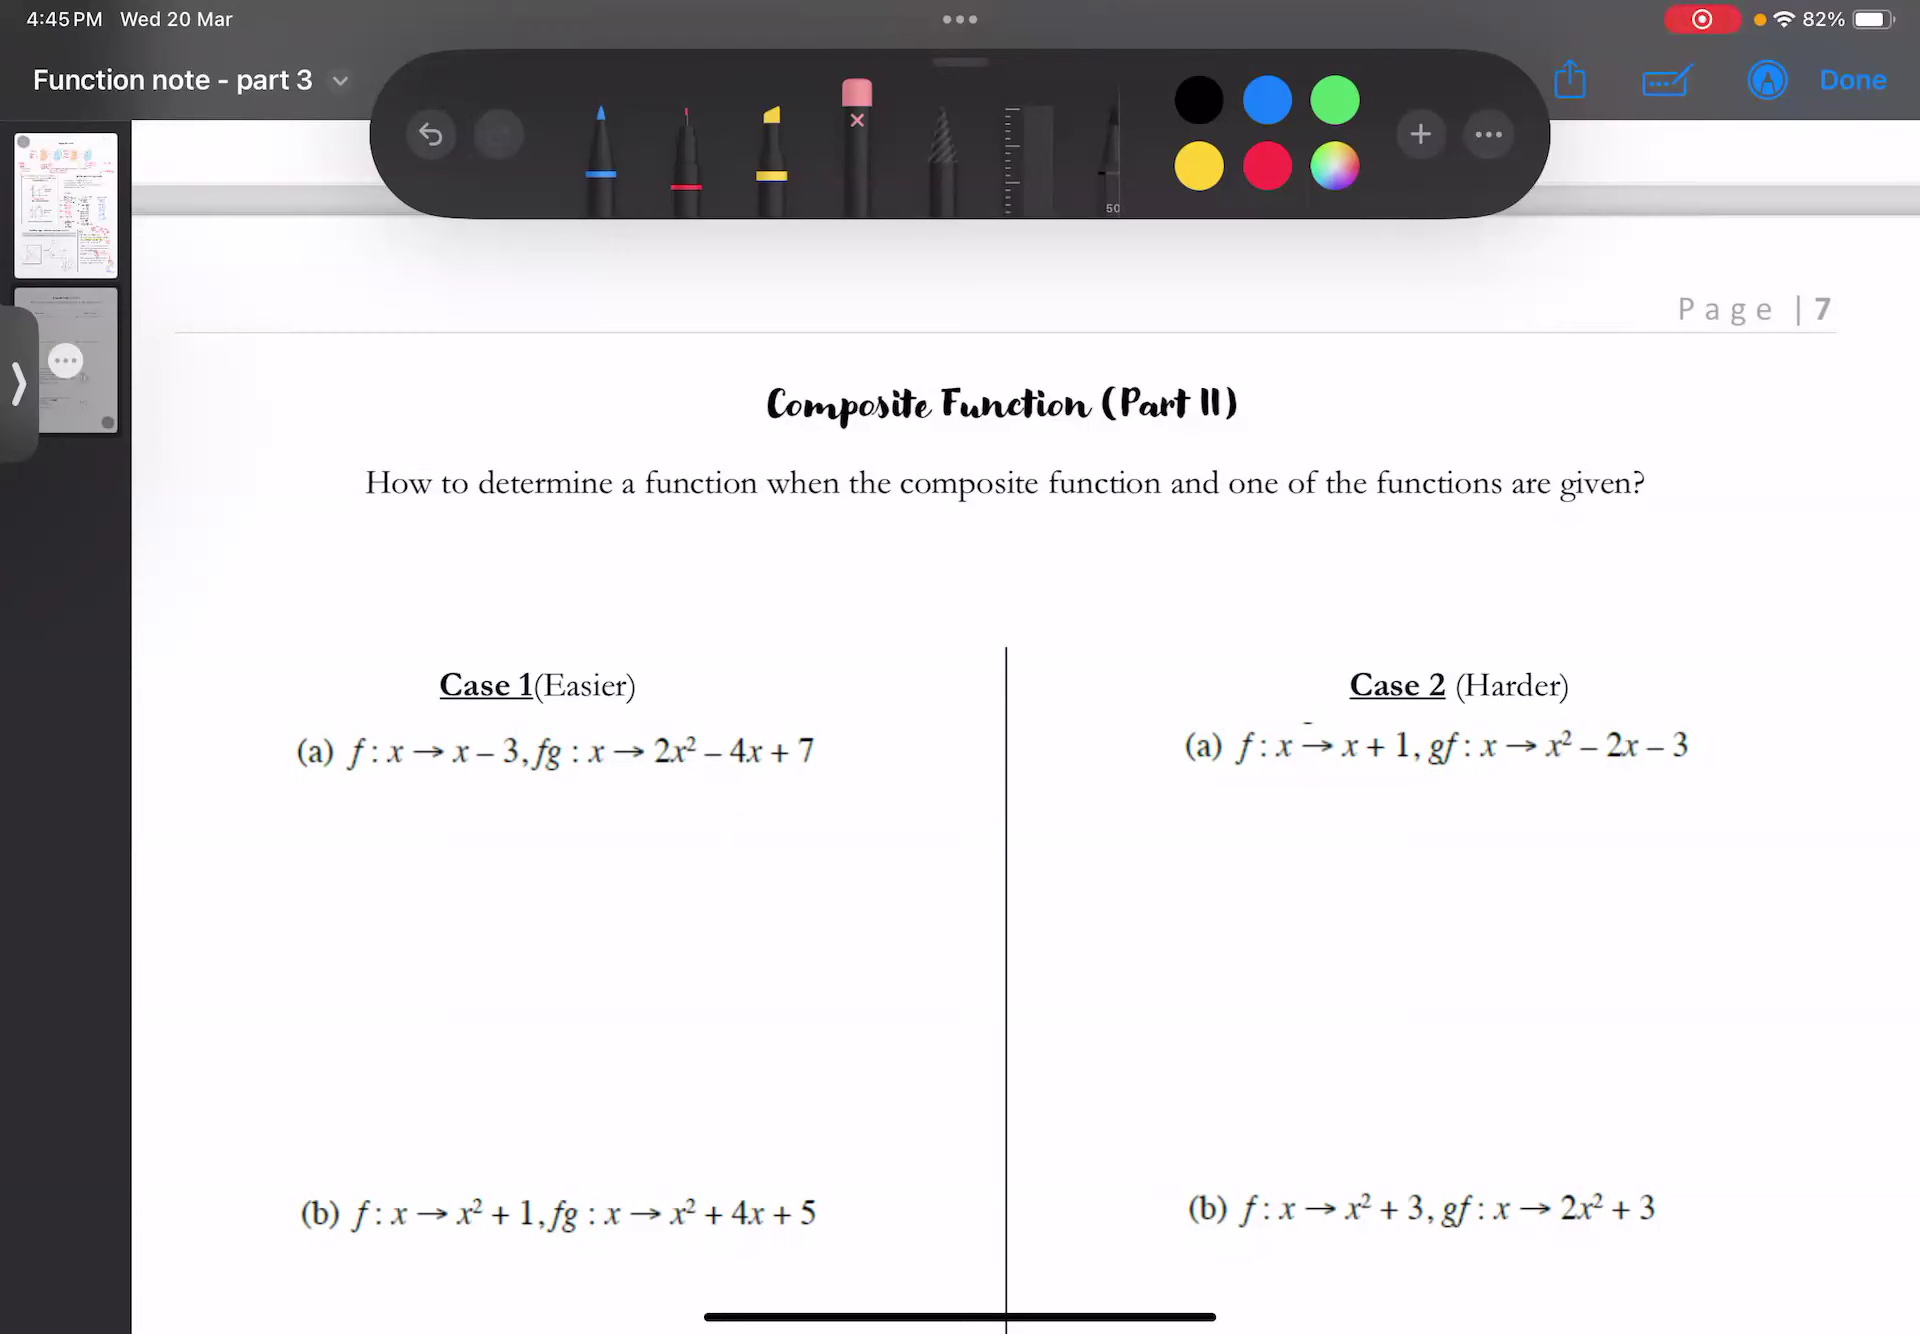 4:45 PM Wed 20 Mar
82%
Function note - part 3
Done
50
Page | 7
Composite Function (Part II)
How to determine a function when the composite function and one of the functions are given?
Case 1(Easier)
(a) f : x → x – 3, fg : x → 2x² – 4x + 7
(b) f : x → x² + 1, fg : x → x² + 4x + 5
Case 2 (Harder)
(a) f : x → x + 1, gf : x → x² – 2x – 3
(b) f : x → x² + 3, gf : x → 2x² + 3